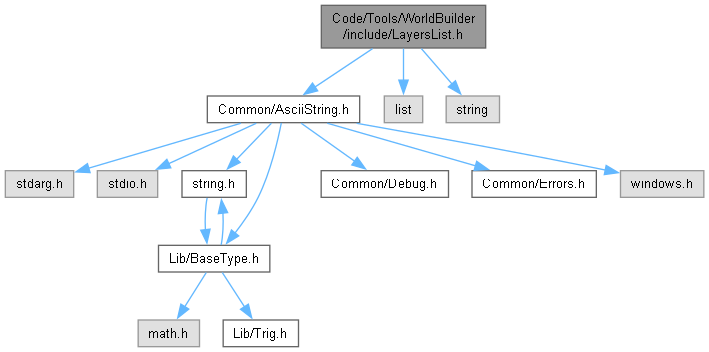 Code/Tools/WorldBuilder
/include/LayersList.h
Common/AsciiString.h
list
string
stdarg.h
stdio.h
string.h
Common/Debug.h
Common/Errors.h
windows.h
Lib/BaseType.h
math.h
Lib/Trig.h